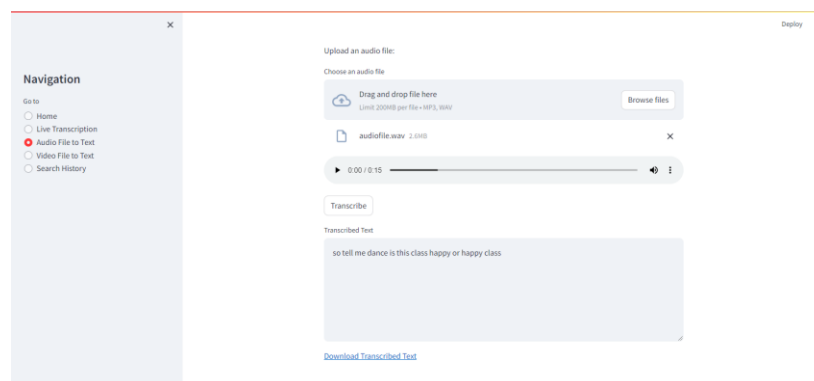 ×
Deploy
Navigation
Go to
Home
Live Transcription
Audio File to Text
Video File to Text
Search History
Upload an audio file:
Choose an audio file
Drag and drop file here
Limit 200MB per file • MP3, WAV
Browse files
audiofile.wav 2.6MB
×
0:00 / 0:15
Transcribe
Transcribed Text
so tell me dance is this class happy or happy class
Download Transcribed Text